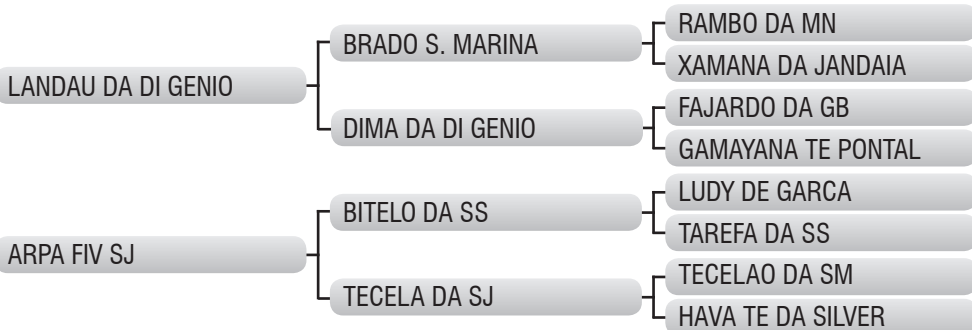 LANDAU DA DI GENIO
BRADO S. MARINA
RAMBO DA MN
XAMANA DA JANDAIA
DIMA DA DI GENIO
FAJARDO DA GB
GAMAYANA TE PONTAL
ARPA FIV SJ
BITELO DA SS
LUDY DE GARCA
TAREFA DA SS
TECELA DA SJ
TECELAO DA SM
HAVA TE DA SILVER